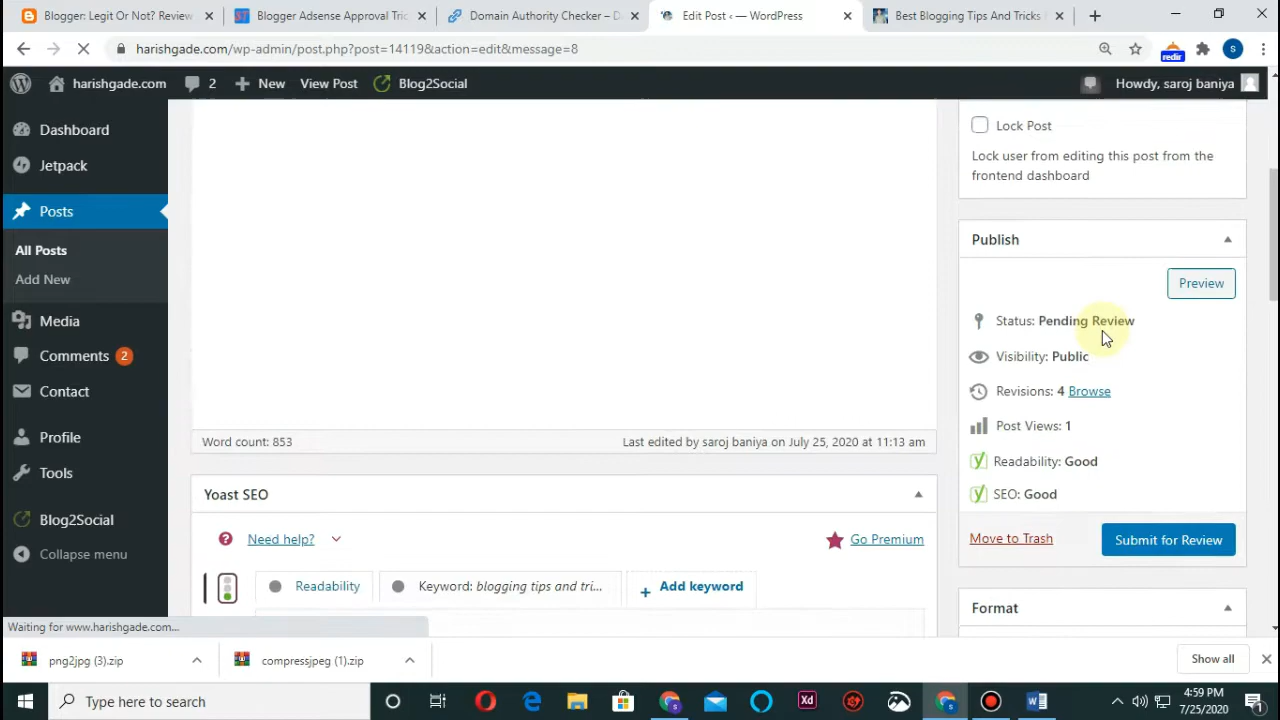 Blogger: Legit Or Not? Review
Blogger Adsense Approval Tric
Domain Authority Checker – D
Edit Post ‹ — WordPress
Best Blogging Tips And Tricks F
harishgade.com/wp-admin/post.php?post=14119&action=edit&message=8
redir
S
harishgade.com
2
New
View Post
Blog2Social
Howdy, saroj baniya
Dashboard
Jetpack
Posts
All Posts
Add New
Media
Comments 2
Contact
Profile
Tools
Blog2Social
Collapse menu
Lock Post
Lock user from editing this post from the
frontend dashboard
Publish
Preview
Status: Pending Review
Visibility: Public
Revisions: 4 Browse
Post Views: 1
Readability: Good
SEO: Good
Move to Trash
Submit for Review
Format
Word count: 853
Last edited by saroj baniya on July 25, 2020 at 11:13 am
Yoast SEO
Need help?
Go Premium
Readability
Keyword: blogging tips and tri...
+ Add keyword
Waiting for www.harishgade.com...
png2jpg (3).zip
compressjpeg (1).zip
Show all
Type here to search
Xd
4:59 PM
7/25/2020
1